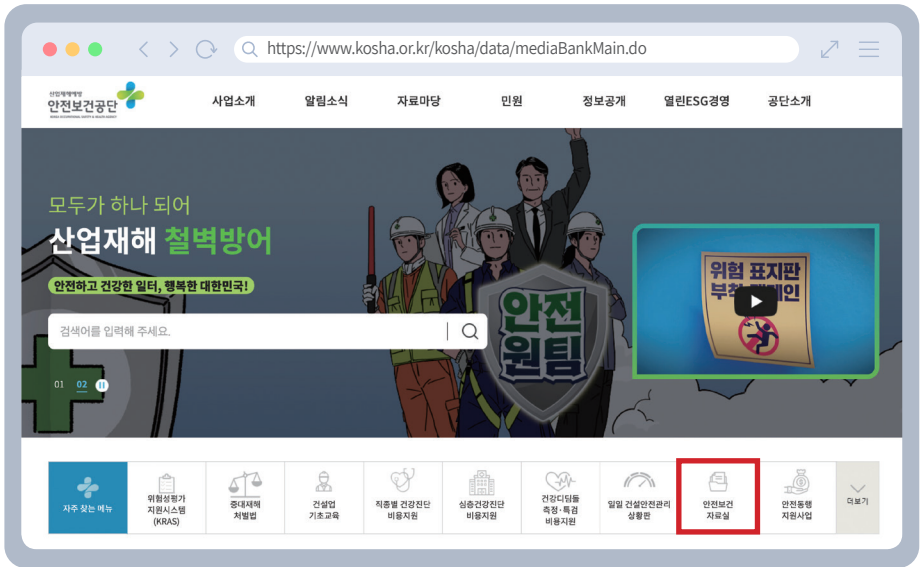 https://www.kosha.or.kr/kosha/data/mediaBankMain.do
산업재해예방
안전보건공단
사업소개
알림소식
자료마당
민원
정보공개
열린ESG경영
공단소개
모두가 하나 되어
산업재해 철벽방어
안전하고 건강한 일터, 행복한 대한민국!
검색어를 입력해 주세요.
01 02
안전
원팀
위험 표지판
부착
인
자주 찾는 메뉴
위험성평가
지원시스템
(KRAS)
중대재해
처벌법
건설업
기초교육
직종별 건강진단
비용지원
심층건강진단
비용지원
건강디딤돌
측정·특검
비용지원
일일 건설안전관리
상황판
안전보건
자료실
안전동행
지원사업
더보기